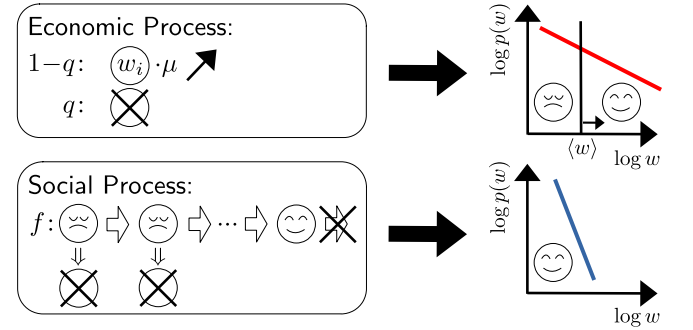 Economic Process:
1−q: w_i ·μ
q:
log p(w)
⟨w⟩
log w
Social Process:
f: ...
log p(w)
log w